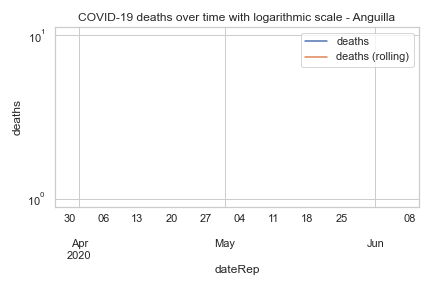 COVID-19 deaths over time with logarithmic scale - Anguilla
10¹
deaths
deaths (rolling)
deaths
10⁰
30 06 13 20 27 04 11 18 25 08
Apr May Jun
2020
dateRep